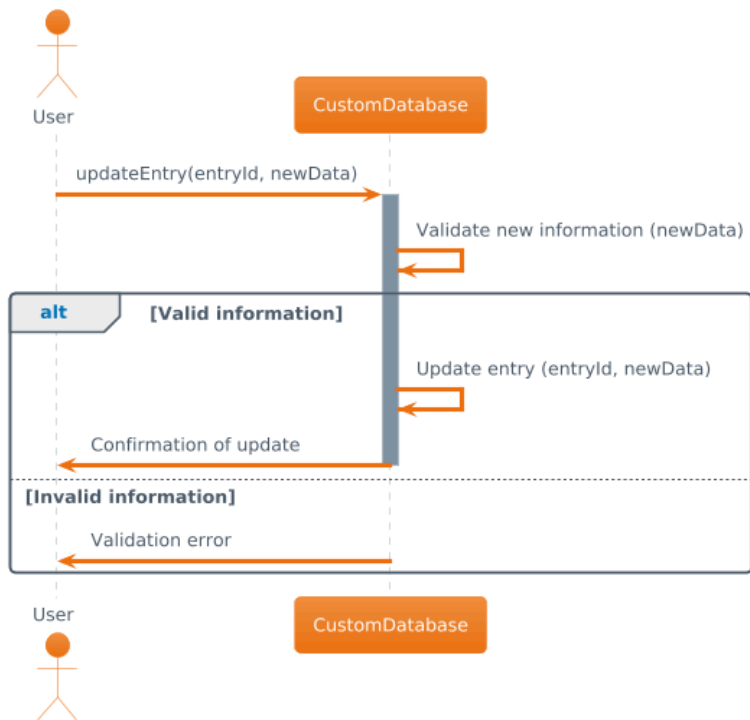 User
CustomDatabase
updateEntry(entryId, newData)
Validate new information (newData)
alt
[Valid information]
Update entry (entryId, newData)
Confirmation of update
[Invalid information]
Validation error
User
CustomDatabase